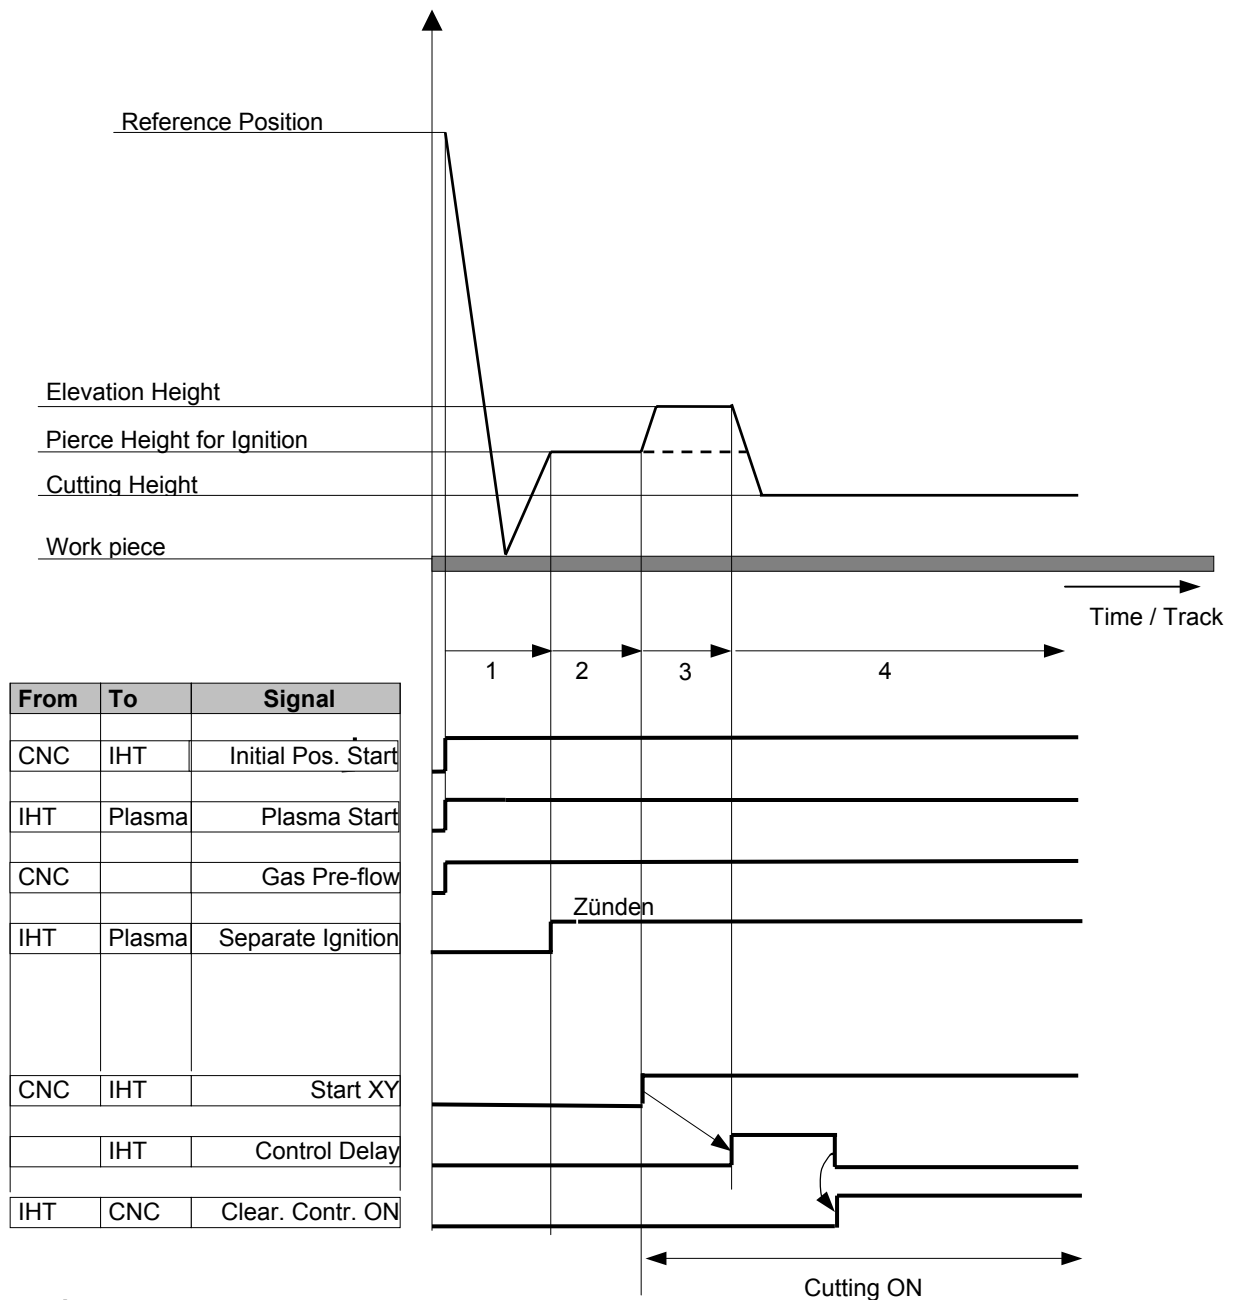 Reference Position
Elevation Height
Pierce Height for Ignition
Cutting Height
Work piece
Time / Track
1 2 3 4
From To Signal
CNC IHT Initial Pos. Start
IHT Plasma Plasma Start
CNC Gas Pre-flow
Zünden
IHT Plasma Separate Ignition
CNC IHT Start XY
IHT Control Delay
IHT CNC Clear. Contr. ON
Cutting ON